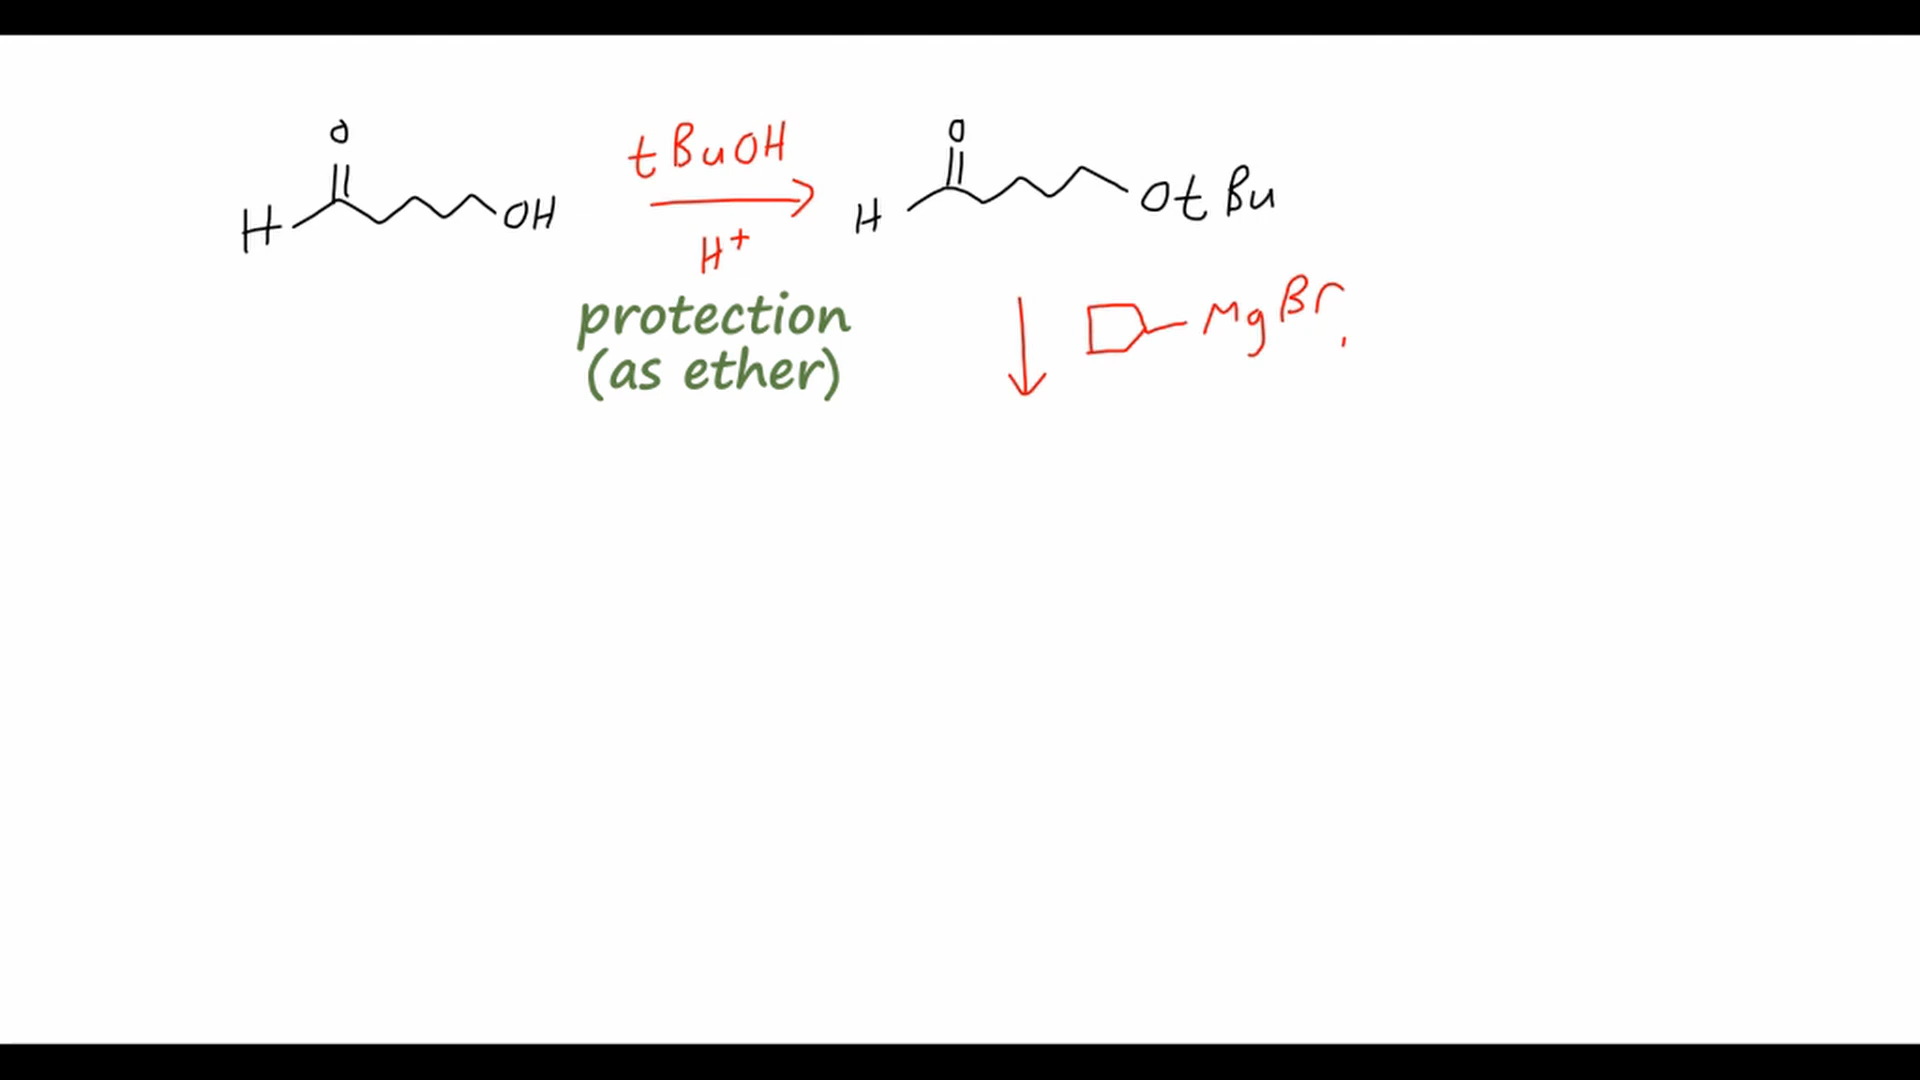 O
H
OH
tBuOH
H+
protection
(as ether)
O
H
OtBu
MgBr.